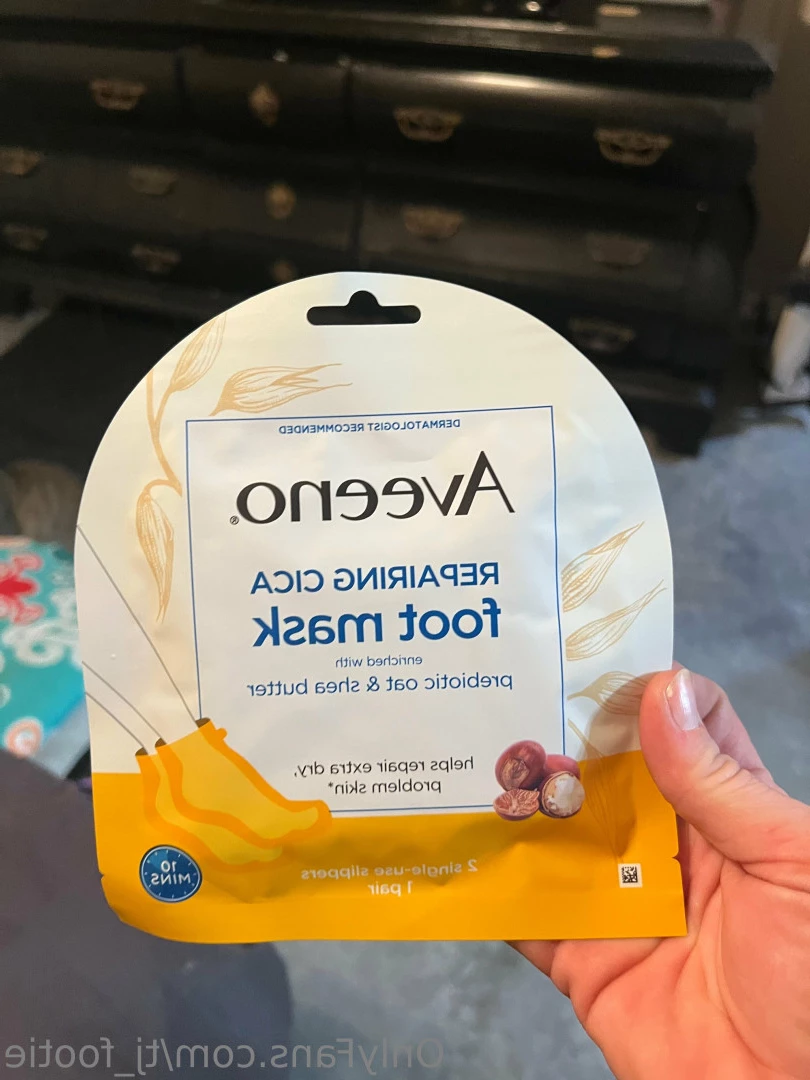 DERMATOLOGIST RECOMMENDED
Aveeno®
REPAIRING CICA
foot mask
enriched with
prebiotic oat & shea butter
helps repair extra dry,
problem skin*
10
MINS
2 single-use slippers
1 pair
OnlyFans.com/tj_footie